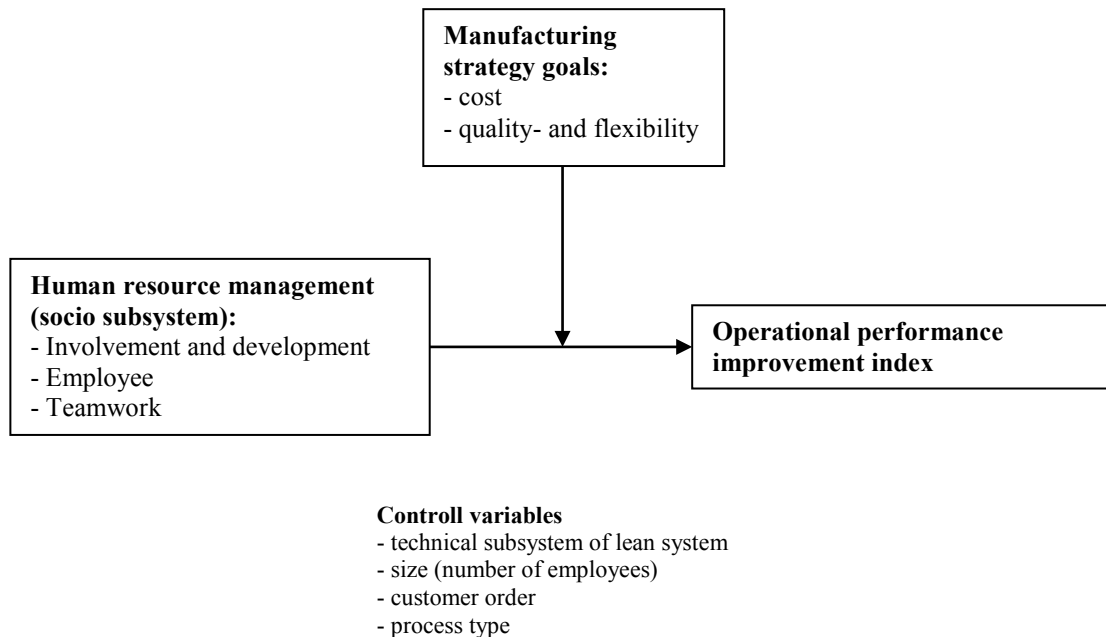 Manufacturing
strategy goals:
- cost
- quality- and flexibility
Human resource management
(socio subsystem):
- Involvement and development
- Employee
- Teamwork
Operational performance
improvement index
Controll variables
- technical subsystem of lean system
- size (number of employees)
- customer order
- process type